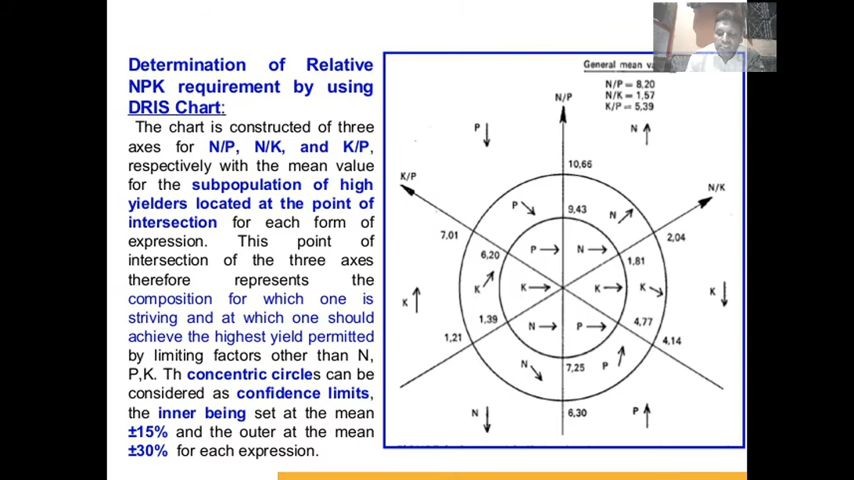 Determination of Relative
NPK requirement by using
DRIS Chart:
The chart is constructed of three
axes for N/P, N/K, and K/P,
respectively with the mean value
for the subpopulation of high
yielders located at the point of
intersection for each form of
expression. This point of
intersection of the three axes
therefore represents the
composition for which one is
striving and at which one should
achieve the highest yield permitted
by limiting factors other than N,
P,K. Th concentric circles can be
considered as confidence limits,
the inner being set at the mean
±15% and the outer at the mean
±30% for each expression.
General mean
N/P = 8,20
N/K = 1,57
K/P = 5,39
N/P
P ↓
N ↑
10,66
K/P
N/K
P ↘
9,43
N ↗
7,01
2,04
P →
N →
6,20
1,81
K ↗
K →
K →
K ↘
K ↑
K ↓
1,39
4,77
N →
P →
1,21
4,14
N ↘
7,25
P ↑
N ↓
6,30
P ↑